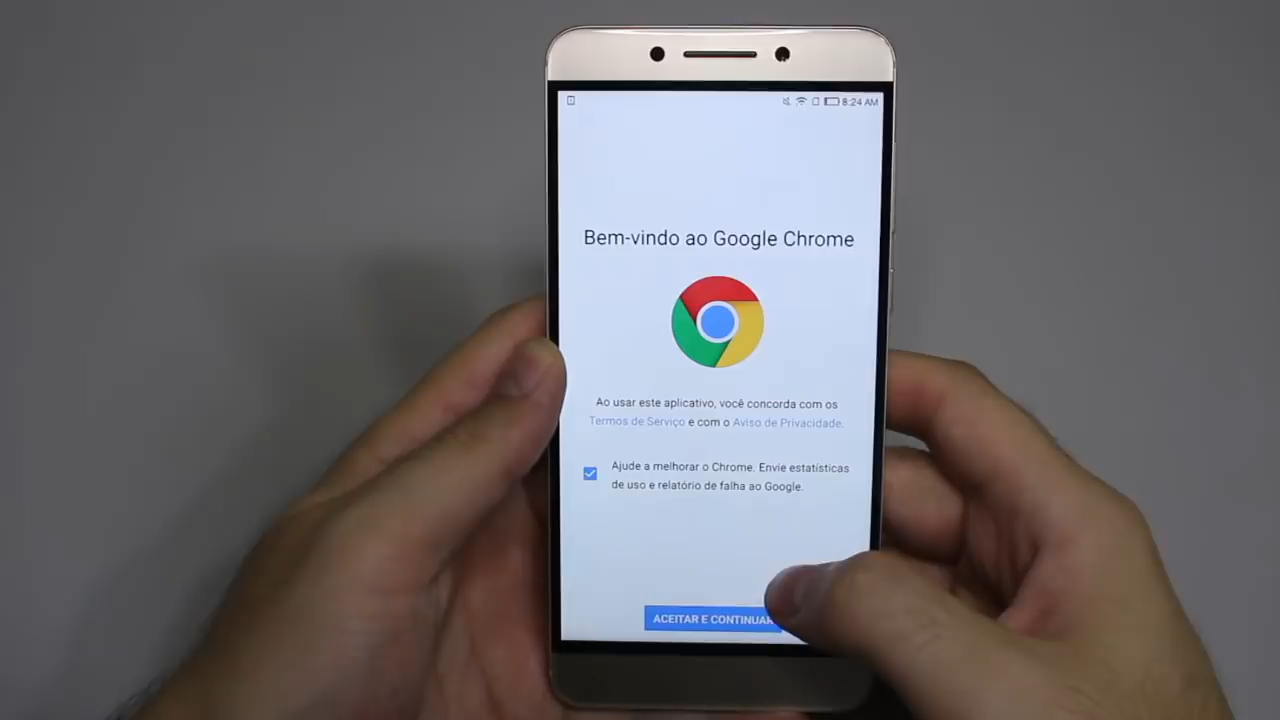 8:24 AM
Bem-vindo ao Google Chrome
Ao usar este aplicativo, você concorda com os
Termos de Serviço e com o Aviso de Privacidade.
Ajude a melhorar o Chrome. Envie estatísticas
de uso e relatório de falha ao Google.
ACEITAR E CONTINUAR